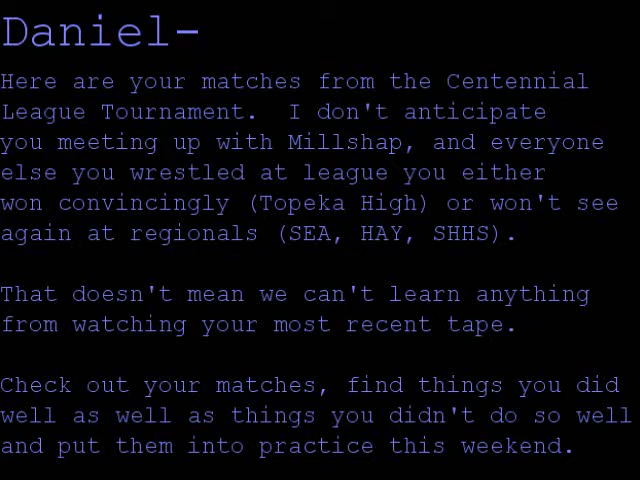 Daniel-
Here are your matches from the Centennial
League Tournament.  I don't anticipate
you meeting up with Millshap, and everyone
else you wrestled at league you either
won convincingly (Topeka High) or won't see
again at regionals (SEA, HAY, SHHS).
That doesn't mean we can't learn anything
from watching your most recent tape.
Check out your matches, find things you did
well as well as things you didn't do so well
and put them into practice this weekend.